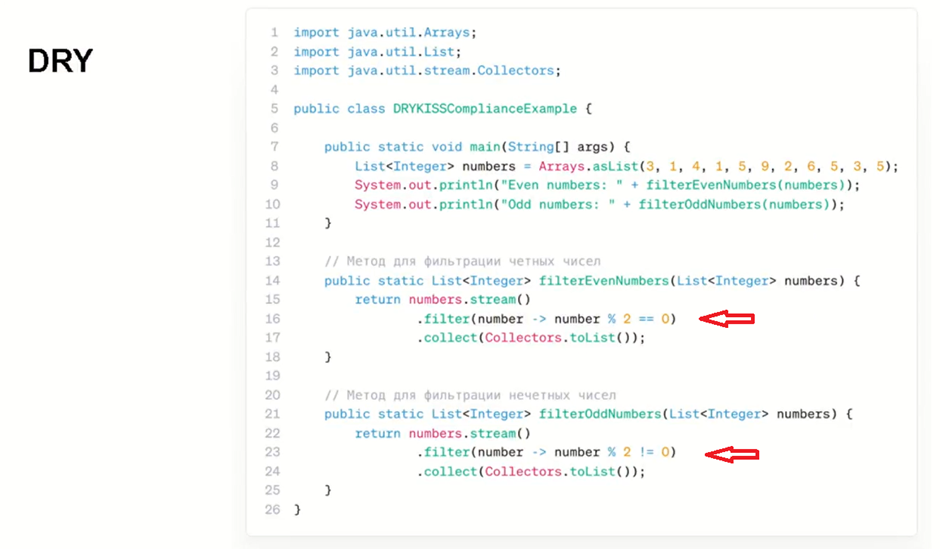 DRY
1 import java.util.Arrays;
2 import java.util.List;
3 import java.util.stream.Collectors;
4
5 public class DRYKISSComplianceExample {
6
7 public static void main(String[] args) {
8 List<Integer> numbers = Arrays.asList(3, 1, 4, 1, 5, 9, 2, 6, 5, 3, 5);
9 System.out.println("Even numbers: " + filterEvenNumbers(numbers));
10 System.out.println("Odd numbers: " + filterOddNumbers(numbers));
11 }
12
13 // Метод для фильтрации четных чисел
14 public static List<Integer> filterEvenNumbers(List<Integer> numbers) {
15 return numbers.stream()
16 .filter(number -> number % 2 == 0)
17 .collect(Collectors.toList());
18 }
19
20 // Метод для фильтрации нечетных чисел
21 public static List<Integer> filterOddNumbers(List<Integer> numbers) {
22 return numbers.stream()
23 .filter(number -> number % 2 != 0)
24 .collect(Collectors.toList());
25 }
26 }